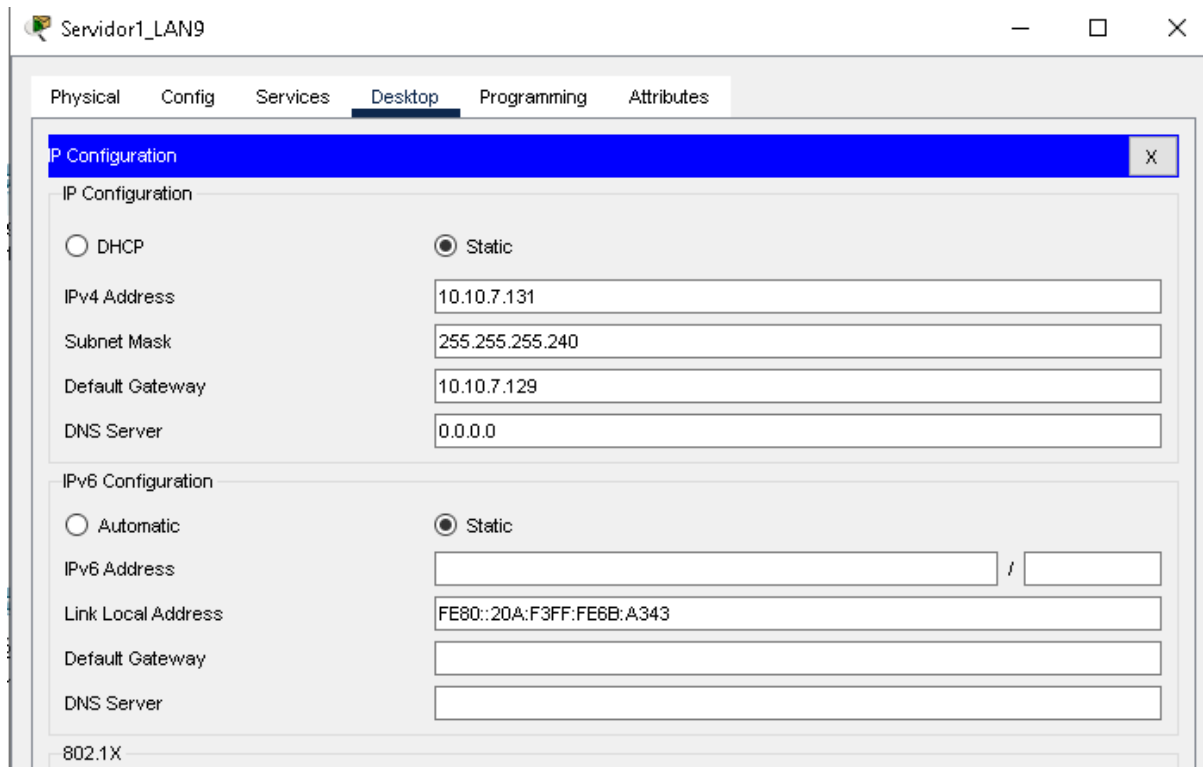 Servidor1_LAN9
Physical Config Services Desktop Programming Attributes
IP Configuration X
IP Configuration
DHCP Static
IPv4 Address 10.10.7.131
Subnet Mask 255.255.255.240
Default Gateway 10.10.7.129
DNS Server 0.0.0.0
IPv6 Configuration
Automatic Static
IPv6 Address /
Link Local Address FE80::20A:F3FF:FE6B:A343
Default Gateway
DNS Server
802.1X